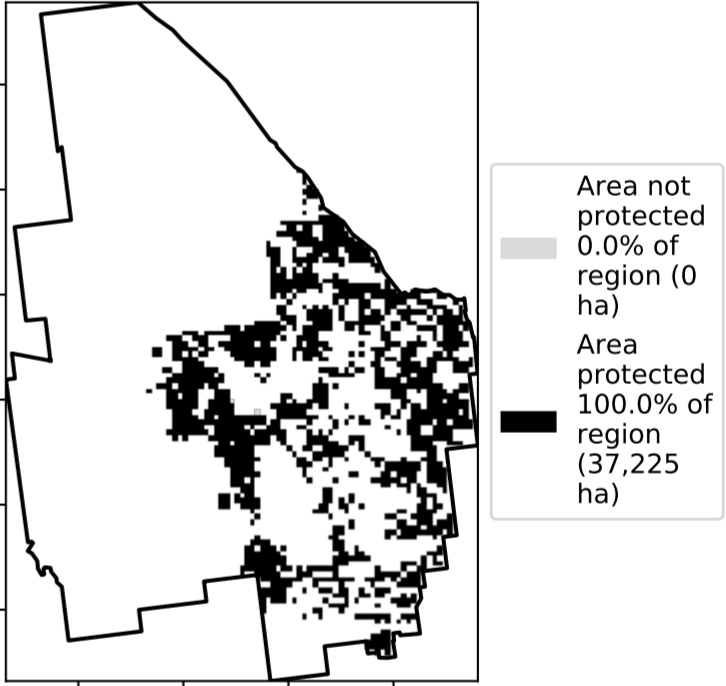 Area not
protected
0.0% of
region (0
ha)
Area
protected
100.0% of
region
(37,225
ha)